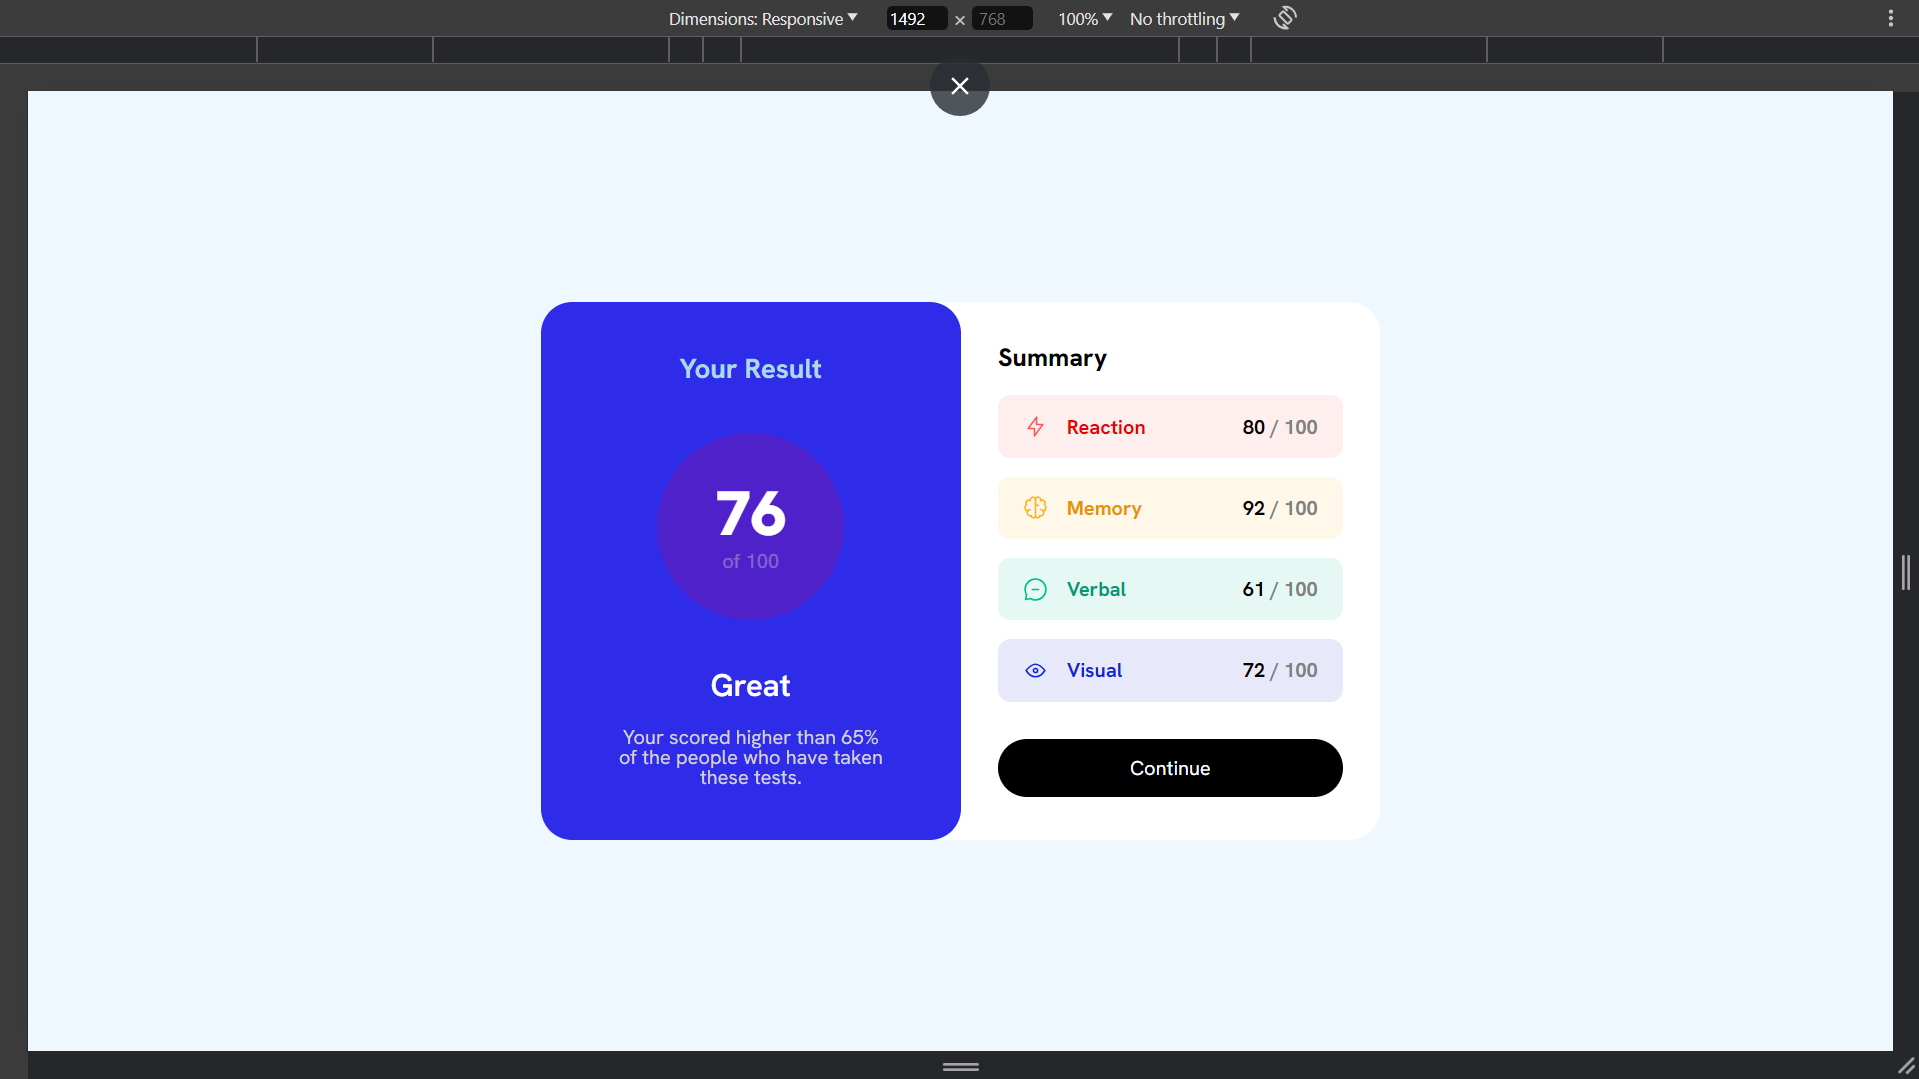 Dimensions: Responsive ▼ 1492 × 768 100% ▼ No throttling ▼
Your Result
76
of 100
Great
Your scored higher than 65%
of the people who have taken
these tests.
Summary
Reaction 80 / 100
Memory 92 / 100
Verbal 61 / 100
Visual 72 / 100
Continue